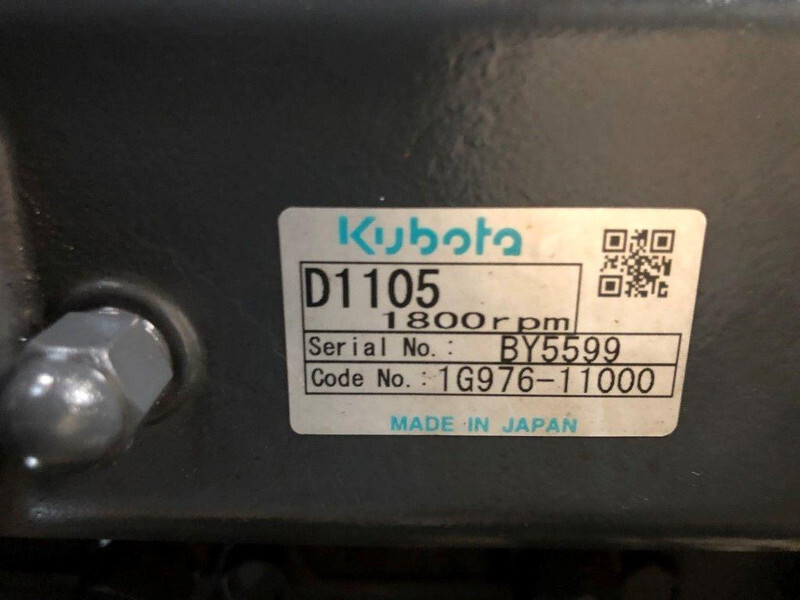 Kubota
D1105
1800rpm
Serial No.: BY5599
Code No.: 1G976-11000
MADE IN JAPAN